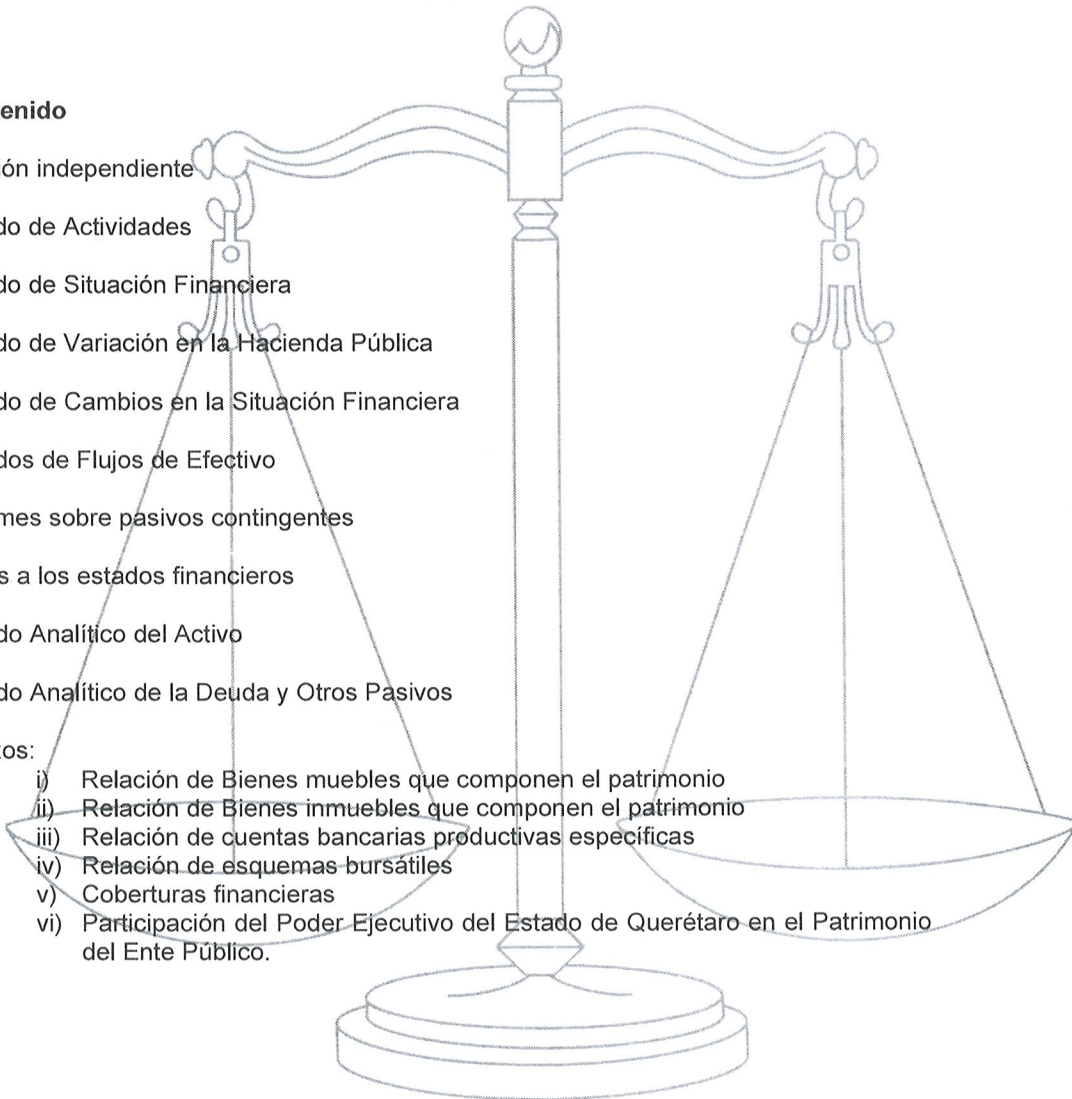 enido
ión independiente
do de Actividades
do de Situación Financiera
do de Variación en la Hacienda Pública
do de Cambios en la Situación Financiera
dos de Flujos de Efectivo
mes sobre pasivos contingentes
s a los estados financieros
do Analítico del Activo
do Analítico de la Deuda y Otros Pasivos
os:
i) Relación de Bienes muebles que componen el patrimonio
ii) Relación de Bienes inmuebles que componen el patrimonio
iii) Relación de cuentas bancarias productivas específicas
iv) Relación de esquemas bursátiles
v) Coberturas financieras
vi) Participación del Poder Ejecutivo del Estado de Querétaro en el Patrimonio
del Ente Público.